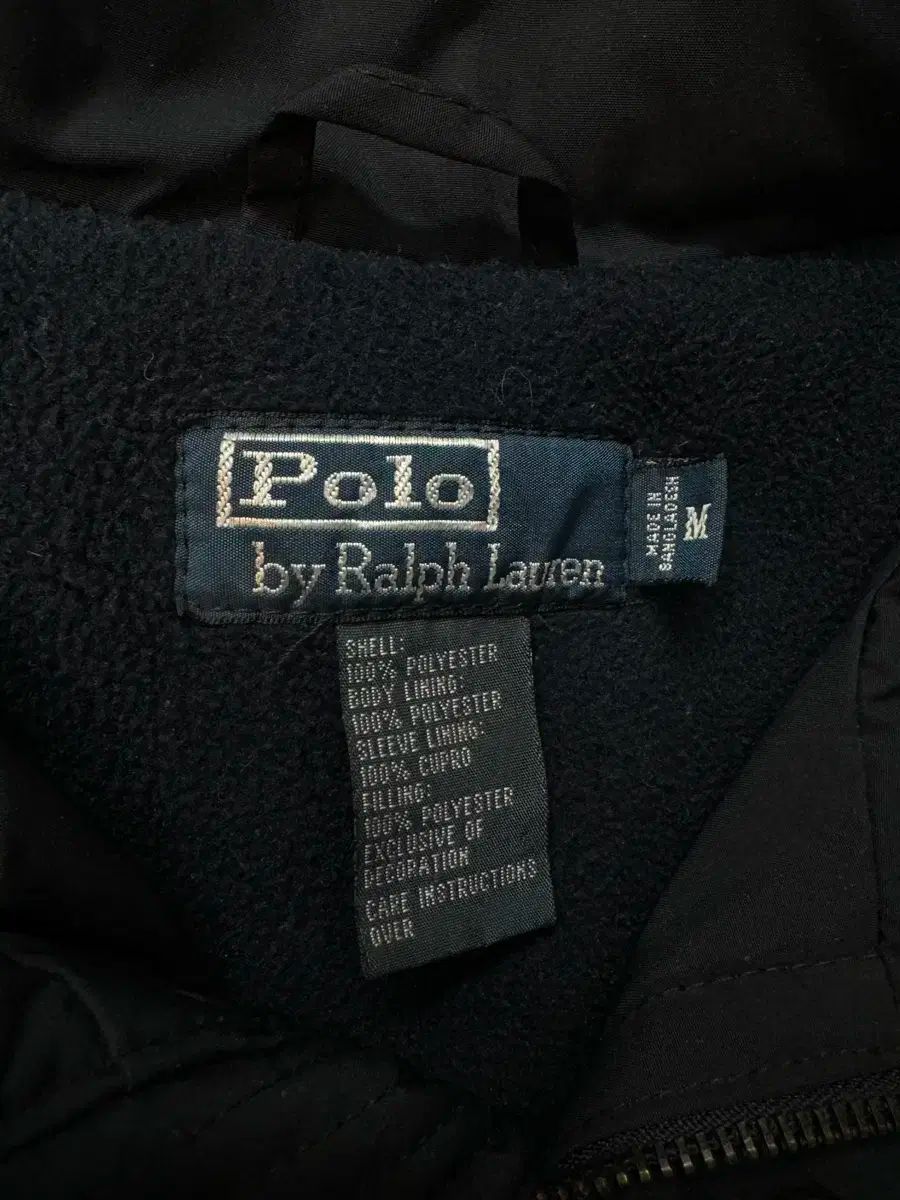 Polo
by Ralph Lauren
MADE IN
BANGLADESH
M
SHELL:
100% POLYESTER
BODY LINING:
100% POLYESTER
SLEEVE LINING:
100% CUPRO
FILLING:
100% POLYESTER
EXCLUSIVE OF
DECORATION
CARE INSTRUCTIONS
OVER